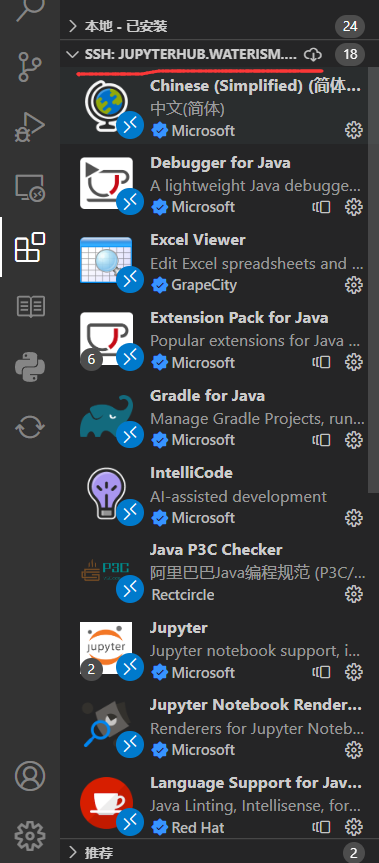 本地 - 已安装 24
SSH: JUPYTERHUB.WATERISM.... 18
Chinese (Simplified) (简体...
中文(简体)
Microsoft
Debugger for Java
A lightweight Java debugge...
Microsoft
Excel Viewer
Edit Excel spreadsheets and ...
GrapeCity
Extension Pack for Java
6
Popular extensions for Java ...
Microsoft
Gradle for Java
Manage Gradle Projects, run...
Microsoft
IntelliCode
AI-assisted development
Microsoft
Java P3C Checker
P3C
阿里巴巴Java编程规范 (P3C/...
Rectcircle
Jupyter
jupyter
2
Jupyter notebook support, i...
Microsoft
Jupyter Notebook Render...
Renderers for Jupyter Noteb...
Microsoft
Language Support for Jav...
Java Linting, Intellisense, for...
Red Hat
推荐 2